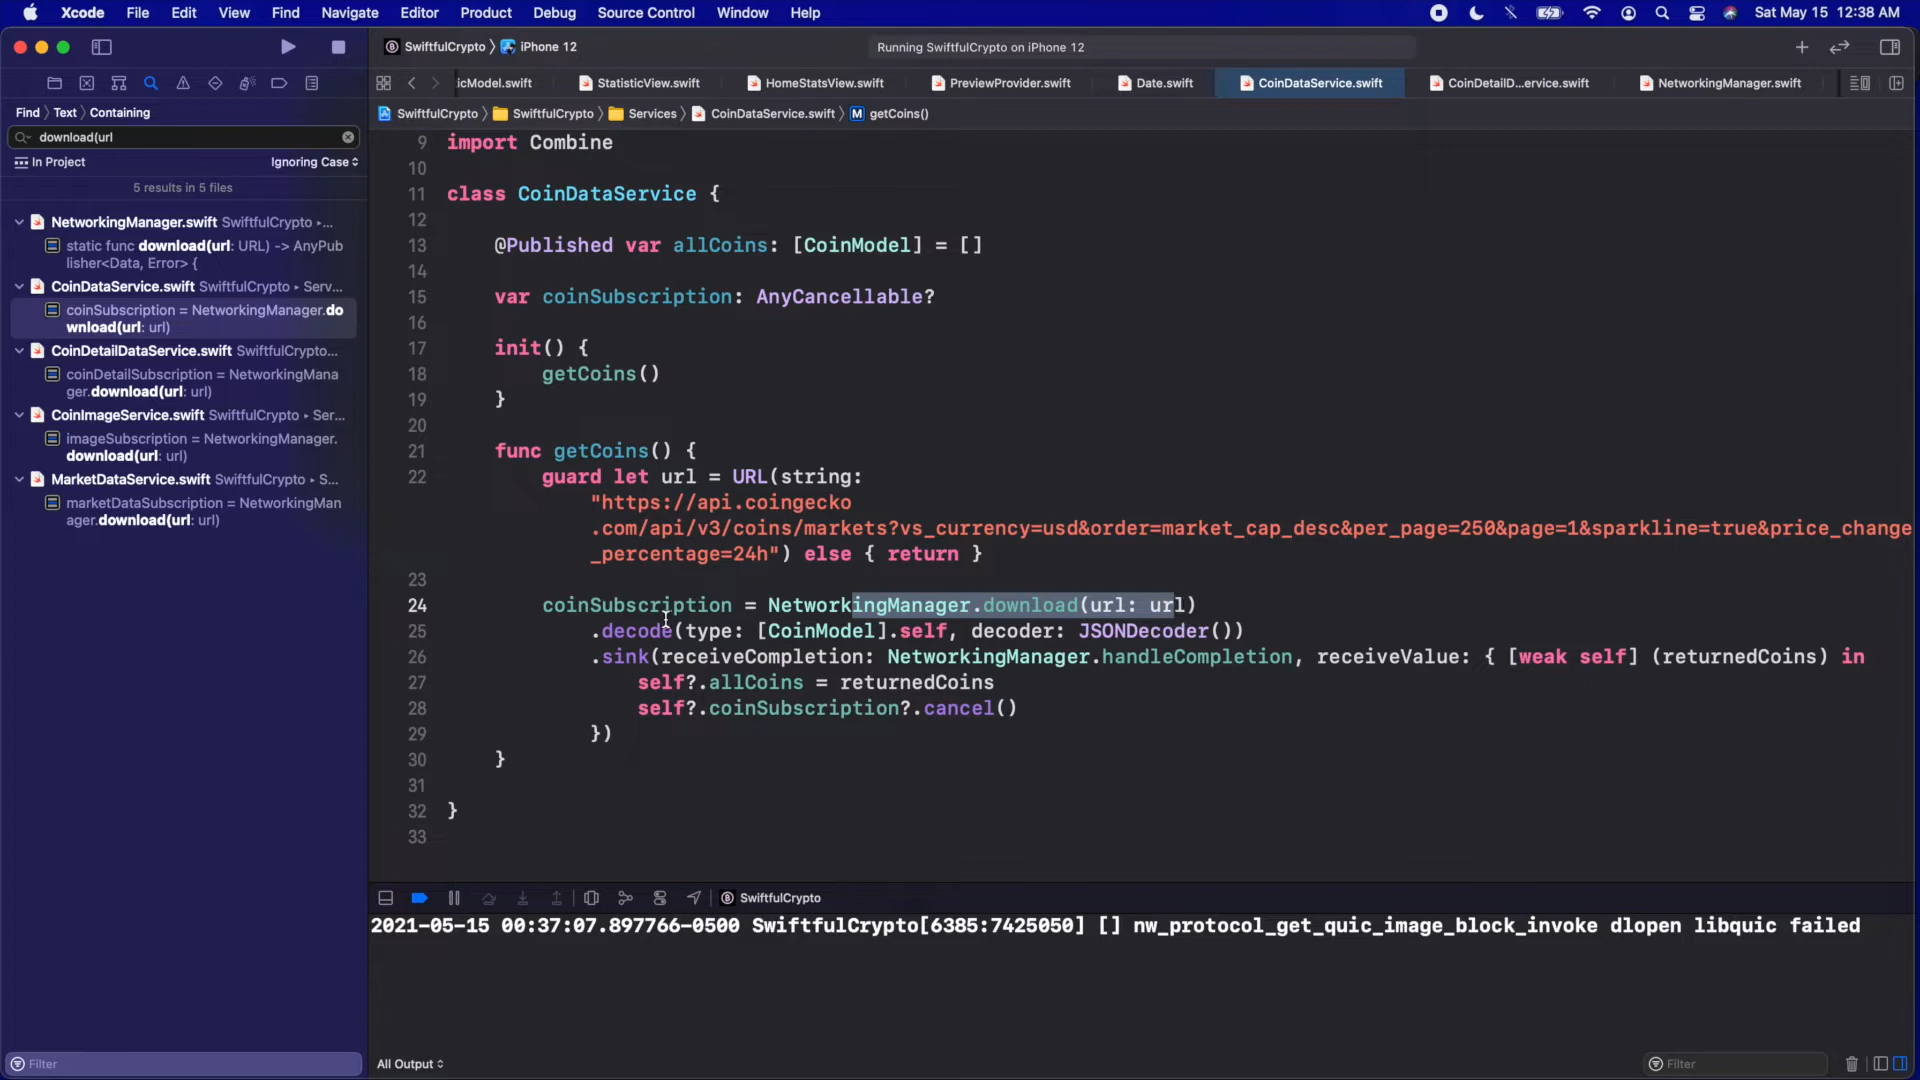 Xcode File Edit View Find Navigate Editor Product Debug Source Control Window Help Sat May 15 12:38 AM
SwiftfulCrypto 〉 iPhone 12 Running SwiftfulCrypto on iPhone 12
icModel.swift StatisticView.swift HomeStatsView.swift PreviewProvider.swift Date.swift CoinDataService.swift CoinDetailD...ervice.swift NetworkingManager.swift
Find 〉 Text 〉 Containing
SwiftfulCrypto 〉 SwiftfulCrypto 〉 Services 〉 CoinDataService.swift 〉 M getCoins()
download(url
In Project Ignoring Case
5 results in 5 files
NetworkingManager.swift SwiftfulCrypto ▸...
static func download(url: URL) -> AnyPub
lisher<Data, Error> {
CoinDataService.swift SwiftfulCrypto ▸ Serv...
coinSubscription = NetworkingManager.do
wnload(url: url)
CoinDetailDataService.swift SwiftfulCrypto...
coinDetailSubscription = NetworkingMana
ger.download(url: url)
CoinImageService.swift SwiftfulCrypto ▸ Ser...
imageSubscription = NetworkingManager.
download(url: url)
MarketDataService.swift SwiftfulCrypto ▸ S...
marketDataSubscription = NetworkingMan
ager.download(url: url)
Filter
9 import Combine
10
11 class CoinDataService {
12
13 @Published var allCoins: [CoinModel] = []
14
15 var coinSubscription: AnyCancellable?
16
17 init() {
18 getCoins()
19 }
20
21 func getCoins() {
22 guard let url = URL(string:
"https://api.coingecko
.com/api/v3/coins/markets?vs_currency=usd&order=market_cap_desc&per_page=250&page=1&sparkline=true&price_change
_percentage=24h") else { return }
23
24 coinSubscription = NetworkingManager.download(url: url)
25 .decode(type: [CoinModel].self, decoder: JSONDecoder())
26 .sink(receiveCompletion: NetworkingManager.handleCompletion, receiveValue: { [weak self] (returnedCoins) in
27 self?.allCoins = returnedCoins
28 self?.coinSubscription?.cancel()
29 })
30 }
31
32 }
33
SwiftfulCrypto
2021-05-15 00:37:07.897766-0500 SwiftfulCrypto[6385:7425050] [] nw_protocol_get_quic_image_block_invoke dlopen libquic failed
All Output Filter